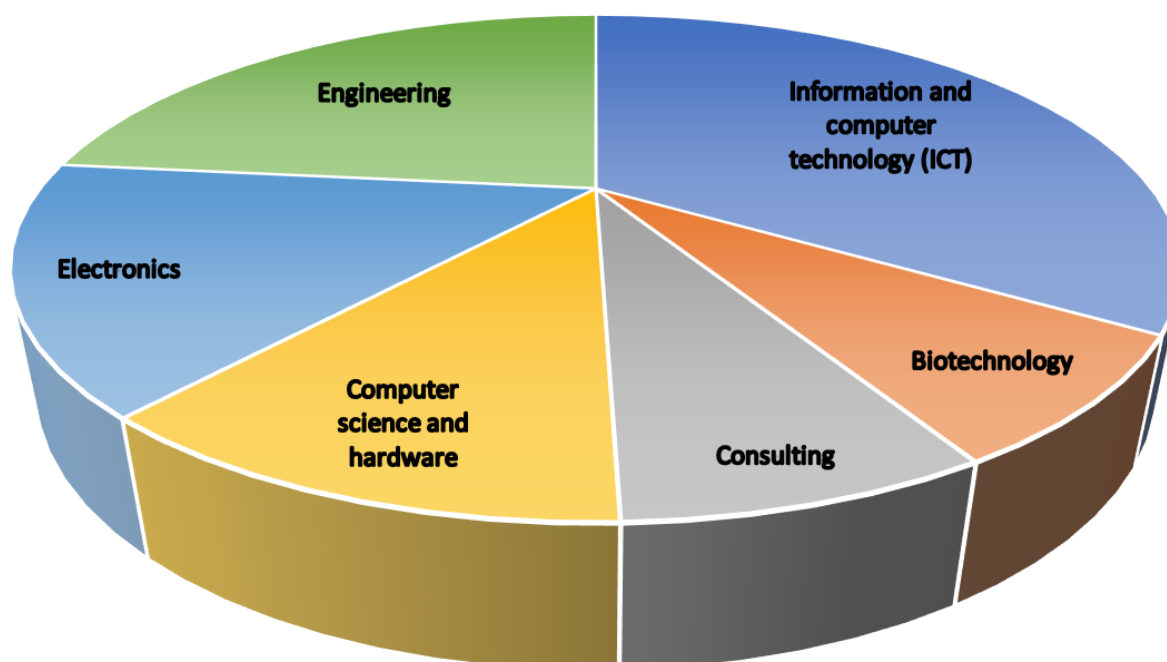 Engineering
Information and
computer
technology (ICT)
Electronics
Biotechnology
Computer
science and
hardware
Consulting